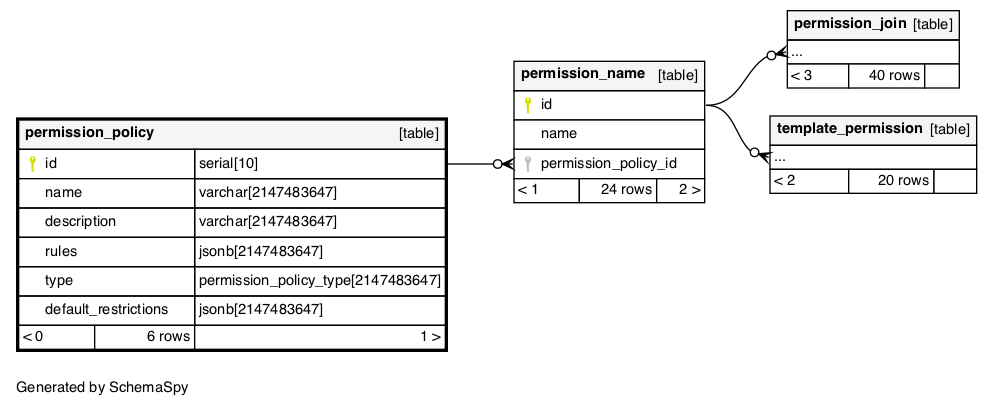 permission_policy [table]
id serial[10]
name varchar[2147483647]
description varchar[2147483647]
rules jsonb[2147483647]
type permission_policy_type[2147483647]
default_restrictions jsonb[2147483647]
< 0 6 rows 1 >
permission_name [table]
id
name
permission_policy_id
< 1 24 rows 2 >
permission_join [table]
...
< 3 40 rows
template_permission [table]
...
< 2 20 rows
Generated by SchemaSpy